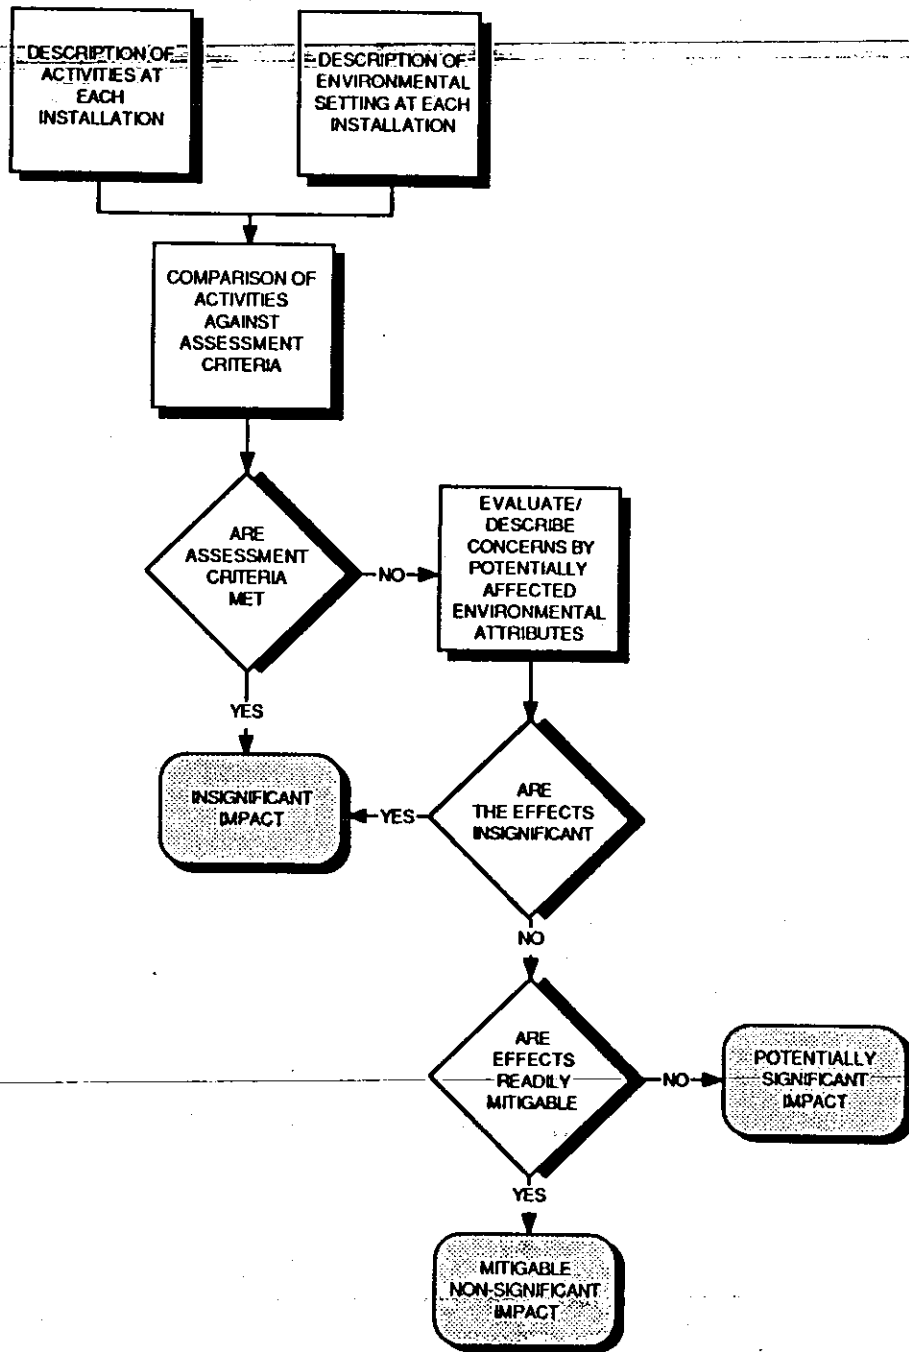 DESCRIPTION OF
ACTIVITIES AT
EACH
INSTALLATION
DESCRIPTION OF
ENVIRONMENTAL
SETTING AT EACH
INSTALLATION
COMPARISON OF
ACTIVITIES
AGAINST
ASSESSMENT
CRITERIA
ARE
ASSESSMENT
CRITERIA
MET
NO
EVALUATE/
DESCRIBE
CONCERNS BY
POTENTIALLY
AFFECTED
ENVIRONMENTAL
ATTRIBUTES
YES
INSIGNIFICANT
IMPACT
YES
ARE
THE EFFECTS
INSIGNIFICANT
NO
ARE
EFFECTS
READILY
MITIGABLE
NO
POTENTIALLY
SIGNIFICANT
IMPACT
YES
MITIGABLE
NON-SIGNIFICANT
IMPACT